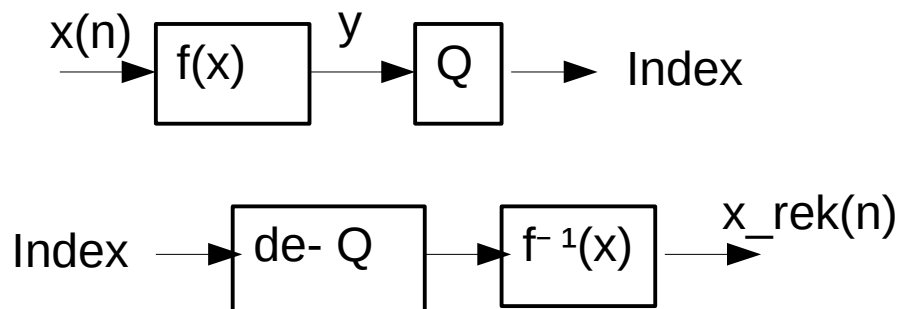 x(n) f(x) y Q Index
Index de- Q f⁻¹(x) x_rek(n)